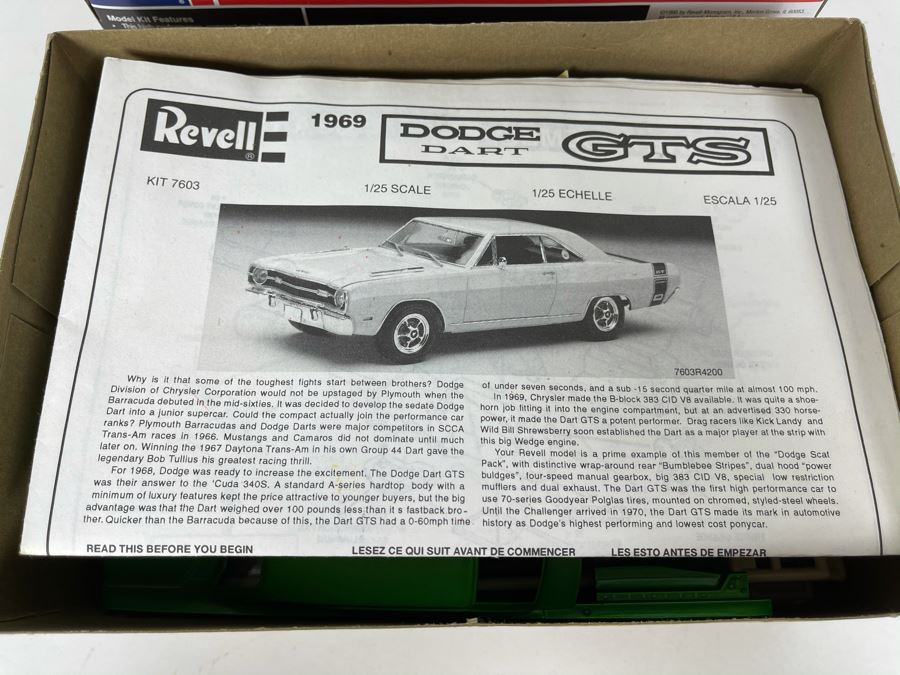 Model Kit Features
Revell®
1969
DODGE
DART
GTS
KIT 7603
1/25 SCALE
1/25 ECHELLE
ESCALA 1/25
7603R4200
Why is it that some of the toughest fights start between brothers? Dodge
Division of Chrysler Corporation would not be upstaged by Plymouth when the
Barracuda debuted in the mid-sixties. It was decided to develop the sedate Dodge
Dart into a junior supercar. Could the compact actually join the performance car
ranks? Plymouth Barracudas and Dodge Darts were major competitors in SCCA
Trans-Am races in 1966. Mustangs and Camaros did not dominate until much
later on. Winning the 1967 Daytona Trans-Am in his own Group 44 Dart gave the
legendary Bob Tullius his greatest racing thrill.
For 1968, Dodge was ready to increase the excitement. The Dodge Dart GTS
was their answer to the 'Cuda 340S. A standard A-series hardtop body with a
minimum of luxury features kept the price attractive to younger buyers, but the big
advantage was that the Dart weighed over 100 pounds less than it s fastback bro-
ther. Quicker than the Barracuda because of this, the Dart GTS had a 0-60mph time
of under seven seconds, and a sub -15 second quarter mile at almost 100 mph.
In 1969, Chrysler made the B-block 383 CID V8 available. It was quite a shoe-
horn job fitting it into the engine compartment, but at an advertised 330 horse-
power, it made the Dart GTS a potent performer. Drag racers like Kick Landy and
Wild Bill Shrewsberry soon established the Dart as a major player at the strip with
this big Wedge engine.
Your Revell model is a prime example of this member of the "Dodge Scat
Pack", with distinctive wrap-around rear "Bumblebee Stripes", dual hood "power
buldges", four-speed manual gearbox, big 383 CID V8, special low restriction
mufflers and dual exhaust. The Dart GTS was the first high performance car to
use 70-series Goodyear Polglas tires, mounted on chromed, styled-steel wheels.
Until the Challenger arrived in 1970, the Dart GTS made its mark in automotive
history as Dodge's highest performing and lowest cost ponycar.
READ THIS BEFORE YOU BEGIN
LESEZ CE QUI SUIT AVANT DE COMMENCER
LES ESTO ANTES DE EMPEZAR